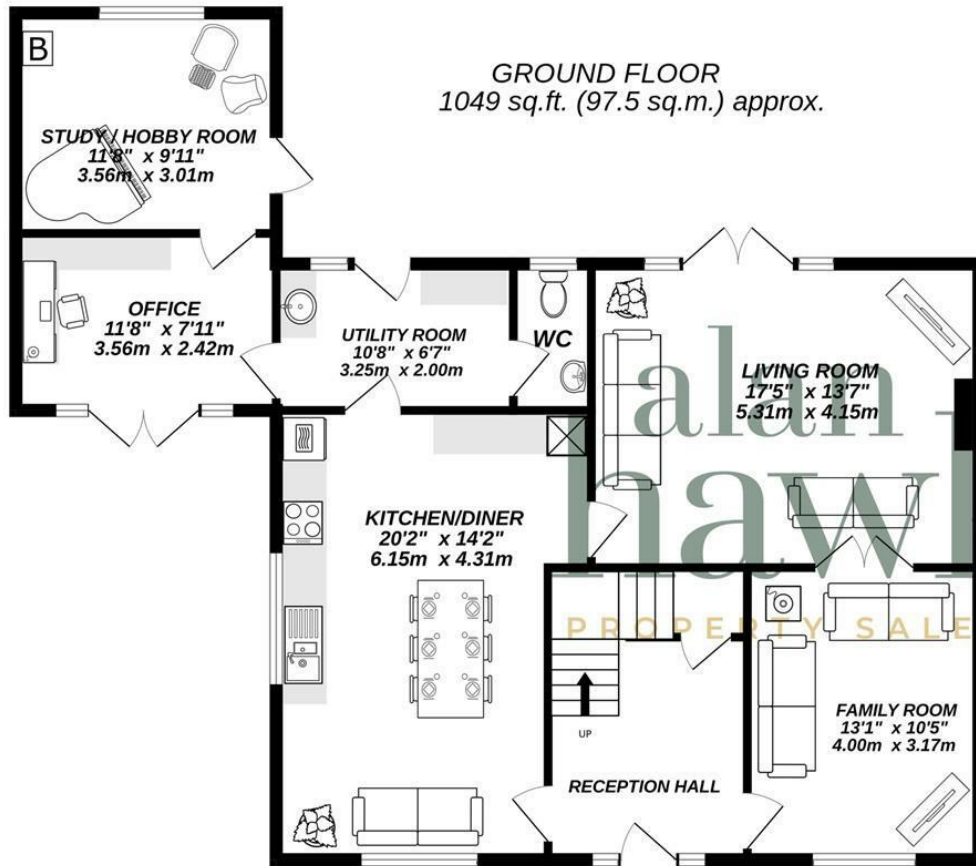 GROUND FLOOR
1049 sq.ft. (97.5 sq.m.) approx.
B
STUDY / HOBBY ROOM
11'8" x 9'11"
3.56m x 3.01m
OFFICE
11'8" x 7'11"
3.56m x 2.42m
UTILITY ROOM
10'8" x 6'7"
3.25m x 2.00m
WC
LIVING ROOM
17'5" x 13'7"
5.31m x 4.15m
alan
hawk
PROPERTY SALE
KITCHEN/DINER
20'2" x 14'2"
6.15m x 4.31m
UP
RECEPTION HALL
FAMILY ROOM
13'1" x 10'5"
4.00m x 3.17m